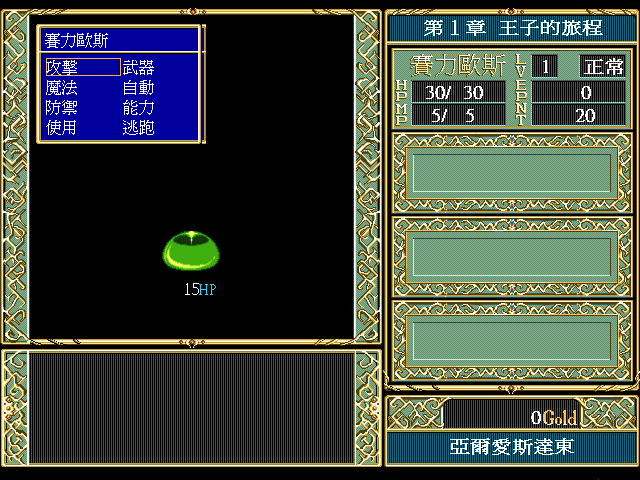 賽力歐斯
攻擊 武器
魔法 自動
防禦 能力
使用 逃跑
15HP
第1章 王子的旅程
賽力歐斯 LV 1 正常
HP 30/ 30 EP 0
MP 5/ 5 NT 20
0Gold
亞爾愛斯達東